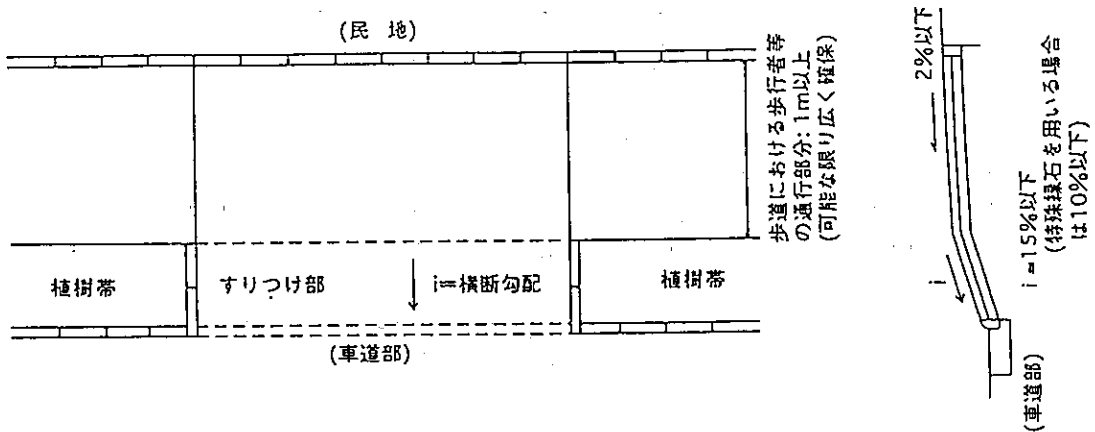 (民 地)
歩道における歩行者等
の通行部分:1m以上
(可能な限り広く確保)
植樹帯
すりつけ部
i=横断勾配
植樹帯
(車道部)
2%以下
i
i=15%以下
(特殊縁石を用いる場合
は10%以下)
(車道部)